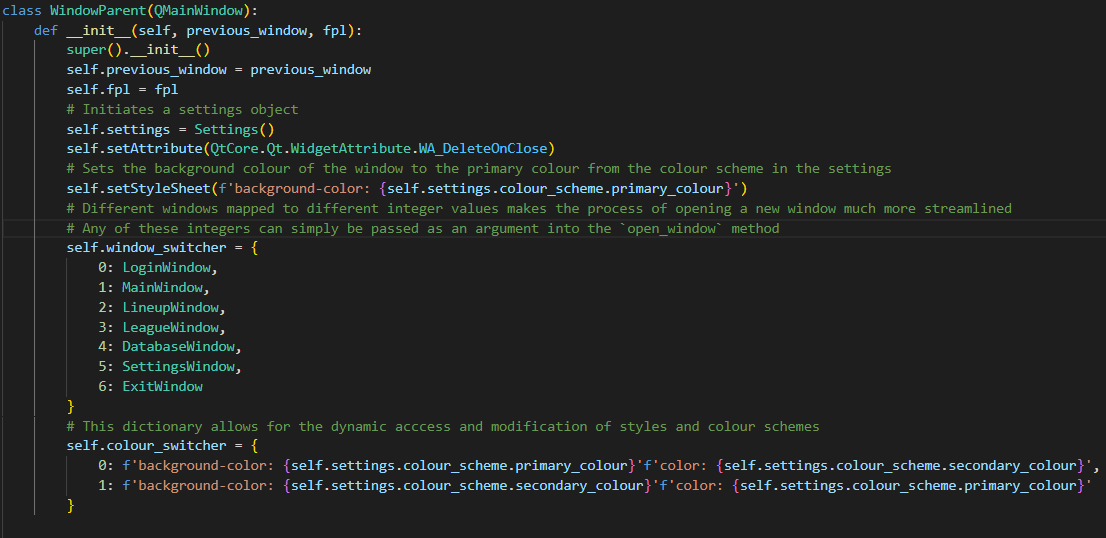 class WindowParent(QMainWindow):
    def __init__(self, previous_window, fpl):
        super().__init__()
        self.previous_window = previous_window
        self.fpl = fpl
        # Initiates a settings object
        self.settings = Settings()
        self.setAttribute(QtCore.Qt.WidgetAttribute.WA_DeleteOnClose)
        # Sets the background colour of the window to the primary colour from the colour scheme in the settings
        self.setStyleSheet(f'background-color: {self.settings.colour_scheme.primary_colour}')
        # Different windows mapped to different integer values makes the process of opening a new window much more streamlined
        # Any of these integers can simply be passed as an argument into the `open_window` method
        self.window_switcher = {
            0: LoginWindow,
            1: MainWindow,
            2: LineupWindow,
            3: LeagueWindow,
            4: DatabaseWindow,
            5: SettingsWindow,
            6: ExitWindow
        }
        # This dictionary allows for the dynamic acccess and modification of styles and colour schemes
        self.colour_switcher = {
            0: f'background-color: {self.settings.colour_scheme.primary_colour}'f'color: {self.settings.colour_scheme.secondary_colour}',
            1: f'background-color: {self.settings.colour_scheme.secondary_colour}'f'color: {self.settings.colour_scheme.primary_colour}'
        }